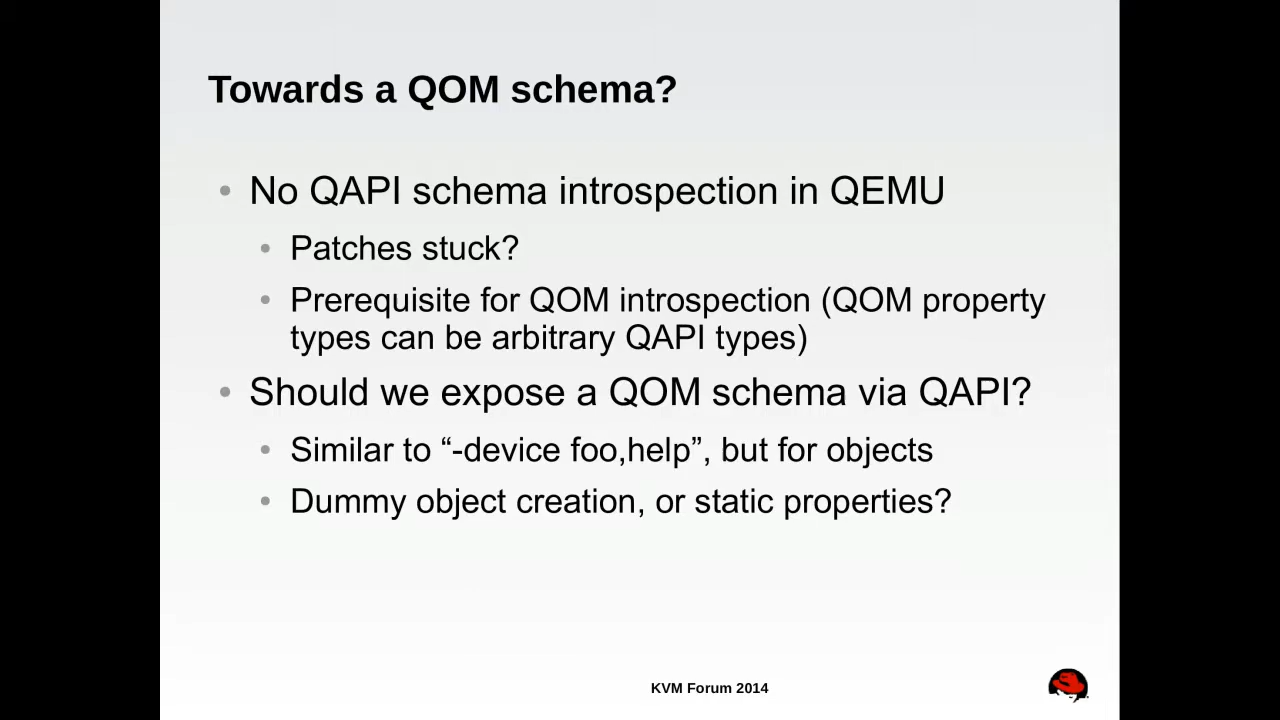 Towards a QOM schema?
• No QAPI schema introspection in QEMU
• Patches stuck?
• Prerequisite for QOM introspection (QOM property
types can be arbitrary QAPI types)
• Should we expose a QOM schema via QAPI?
• Similar to “-device foo,help”, but for objects
• Dummy object creation, or static properties?
KVM Forum 2014